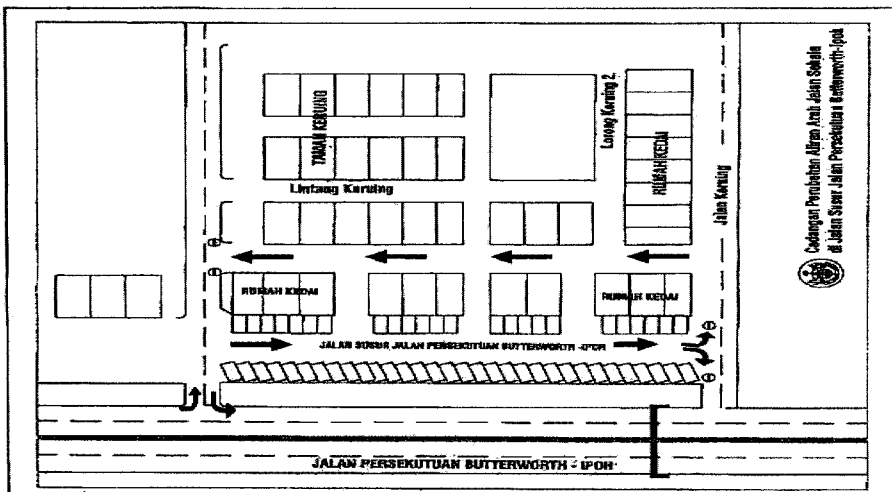 TAMAN KERUING
Lorong Keruing 2
RUMAH KEDAI
Jalan Keruing
Cadangan Perubahan Aliran Arah Jalan Sehala
di Jalan Susur Jalan Persekutuan Butterworth-Ipoh
Lintang Keruing
RUMAH KEDAI
RUMAH KEDAI
JALAN SUSUR JALAN PERSEKUTUAN BUTTERWORTH -IPOH
JALAN PERSEKUTUAN BUTTERWORTH - IPOH